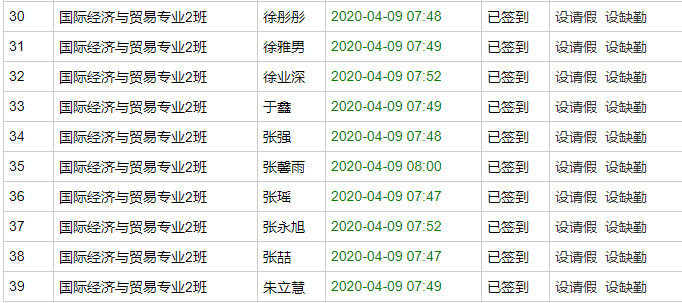 30 国际经济与贸易专业2班 徐彤彤 2020-04-09 07:48 已签到 设请假 设缺勤
31 国际经济与贸易专业2班 徐雅男 2020-04-09 07:49 已签到 设请假 设缺勤
32 国际经济与贸易专业2班 徐业深 2020-04-09 07:52 已签到 设请假 设缺勤
33 国际经济与贸易专业2班 于鑫 2020-04-09 07:49 已签到 设请假 设缺勤
34 国际经济与贸易专业2班 张强 2020-04-09 07:48 已签到 设请假 设缺勤
35 国际经济与贸易专业2班 张馨雨 2020-04-09 08:00 已签到 设请假 设缺勤
36 国际经济与贸易专业2班 张瑶 2020-04-09 07:47 已签到 设请假 设缺勤
37 国际经济与贸易专业2班 张永旭 2020-04-09 07:52 已签到 设请假 设缺勤
38 国际经济与贸易专业2班 张喆 2020-04-09 07:47 已签到 设请假 设缺勤
39 国际经济与贸易专业2班 朱立慧 2020-04-09 07:49 已签到 设请假 设缺勤